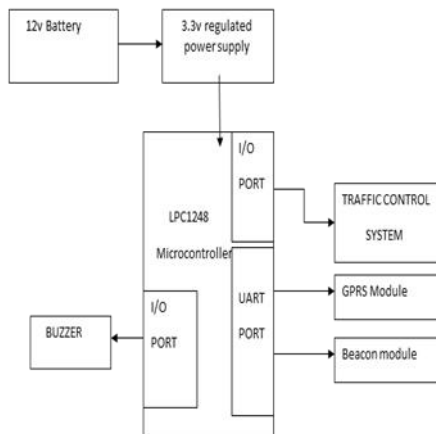 12v Battery
3.3v regulated
power supply
I/O
PORT
LPC1248
Microcontroller
TRAFFIC CONTROL
SYSTEM
GPRS Module
UART
PORT
I/O
PORT
BUZZER
Beacon module